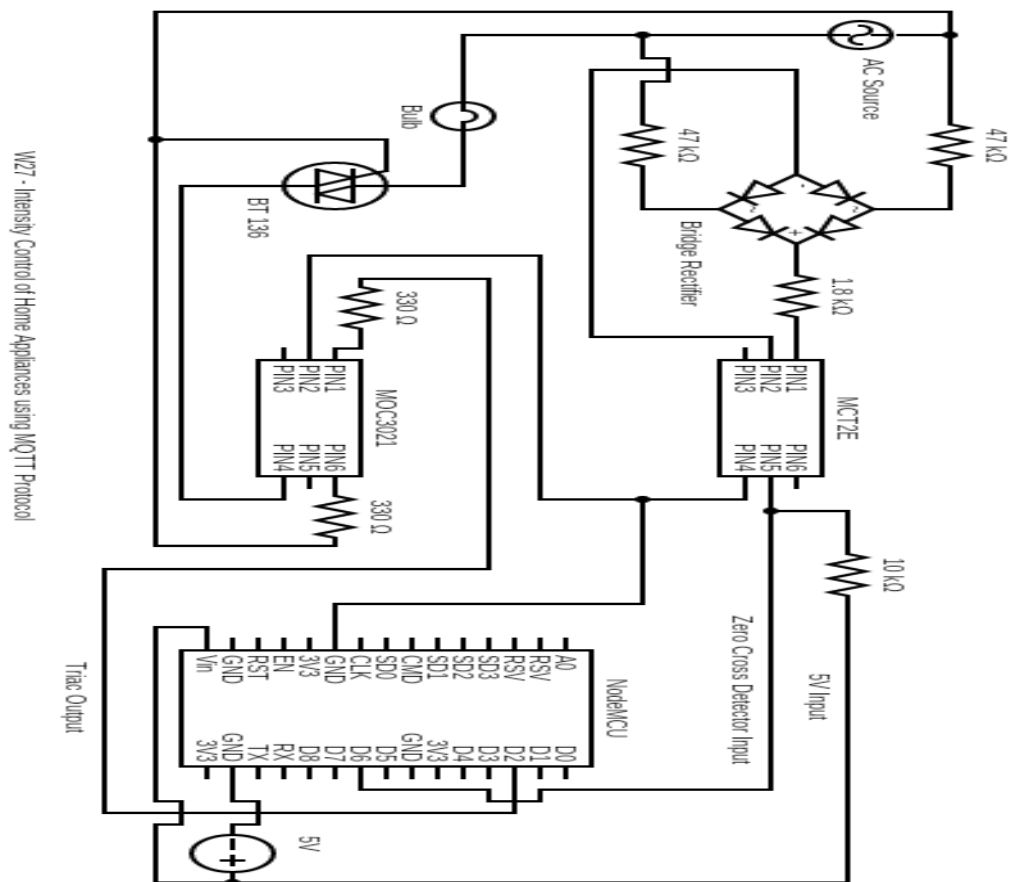 AC Source
47 kΩ
47 kΩ
Bulb
BT 136
Bridge Rectifier
-
~
~
+
1.8 kΩ
330 Ω
PIN1
PIN2
PIN3
MOC3021
PIN6
PIN5
PIN4
330 Ω
PIN1
PIN2
PIN3
MCT2E
PIN6
PIN5
PIN4
10 kΩ
Zero Cross Detector Input
5V Input
A0
RSV
RSV
SD3
SD2
SD1
CMD
SD0
CLK
GND
3V3
EN
RST
GND
Vin
NodeMCU
D0
D1
D2
D3
D4
3V3
GND
D5
D6
D7
D8
RX
TX
GND
3V3
Triac Output
5V
- +
W27 - Intensity Control of Home Appliances using MQTT Protocol